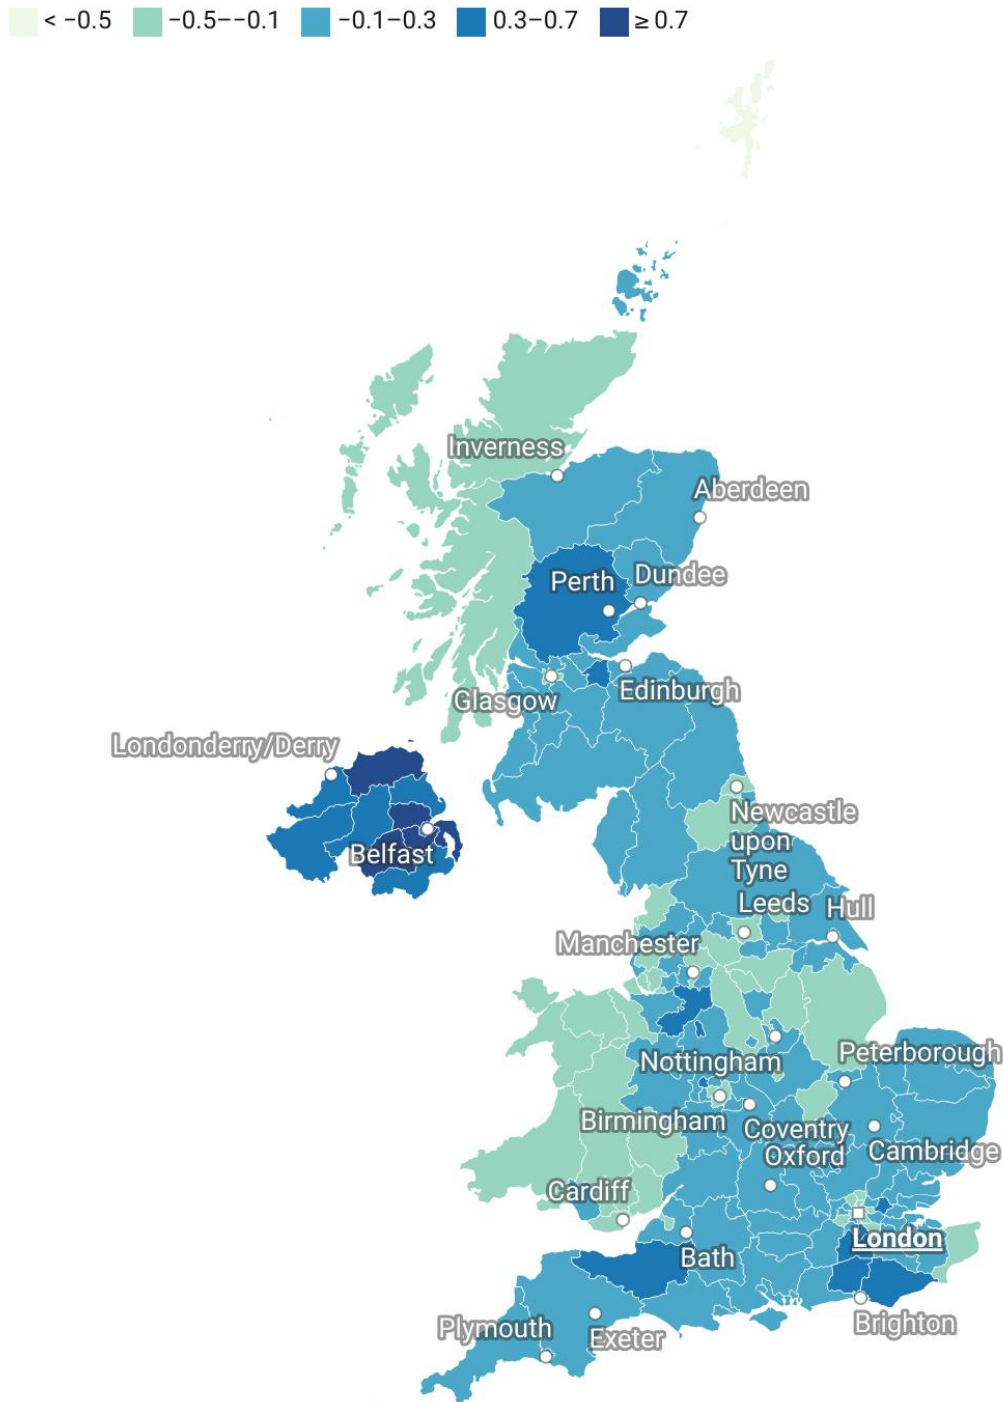 < −0.5
−0.5−−0.1
−0.1−0.3
0.3−0.7
≥ 0.7
Inverness
Aberdeen
Perth
Dundee
Glasgow
Edinburgh
Londonderry/Derry
Belfast
Newcastle
upon
Tyne
Leeds
Hull
Manchester
Nottingham
Peterborough
Birmingham
Coventry
Oxford
Cambridge
Cardiff
London
Bath
Plymouth
Exeter
Brighton